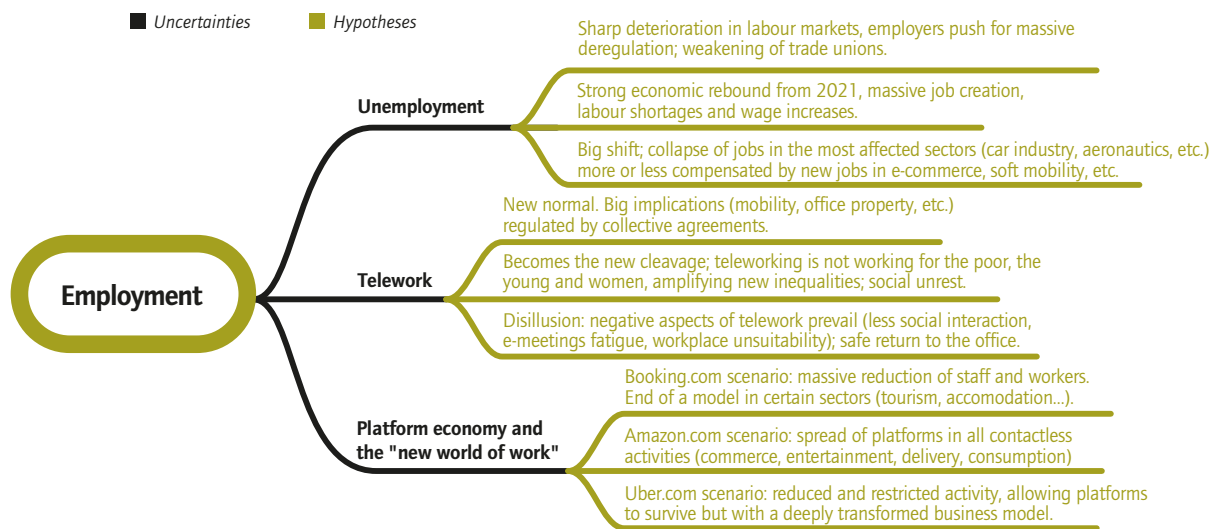 Uncertainties
Hypotheses
Sharp deterioration in labour markets, employers push for massive
deregulation; weakening of trade unions.
Unemployment
Strong economic rebound from 2021, massive job creation,
labour shortages and wage increases.
Big shift; collapse of jobs in the most affected sectors (car industry, aeronautics, etc.)
more or less compensated by new jobs in e-commerce, soft mobility, etc.
New normal. Big implications (mobility, office property, etc.)
regulated by collective agreements.
Employment
Telework
Becomes the new cleavage; teleworking is not working for the poor, the
young and women, amplifying new inequalities; social unrest.
Disillusion: negative aspects of telework prevail (less social interaction,
e-meetings fatigue, workplace unsuitability); safe return to the office.
Booking.com scenario: massive reduction of staff and workers.
End of a model in certain sectors (tourism, accomodation...).
Platform economy and
the "new world of work"
Amazon.com scenario: spread of platforms in all contactless
activities (commerce, entertainment, delivery, consumption)
Uber.com scenario: reduced and restricted activity, allowing platforms
to survive but with a deeply transformed business model.